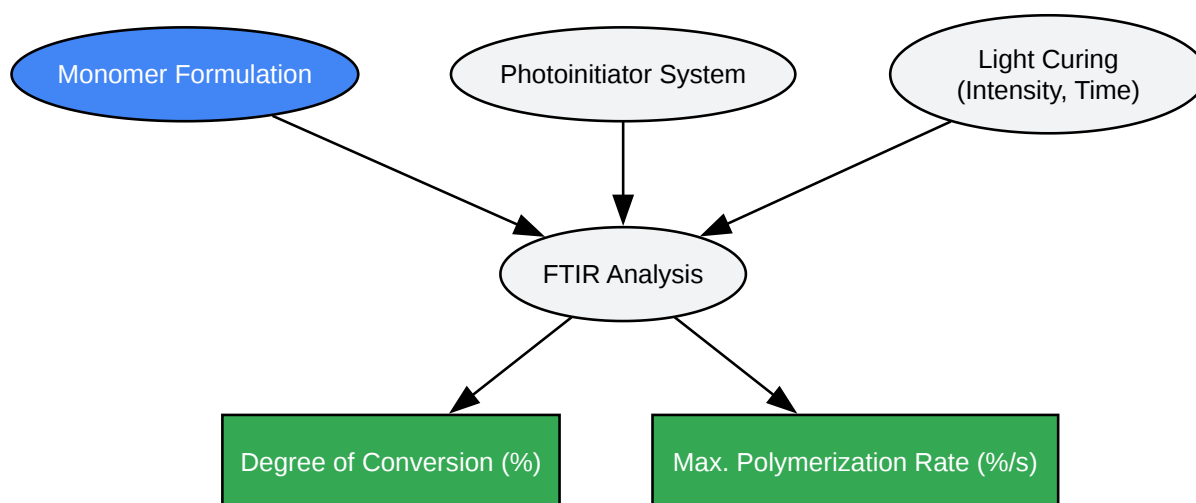 Monomer Formulation
Photoinitiator System
Light Curing
(Intensity, Time)
FTIR Analysis
Degree of Conversion (%)
Max. Polymerization Rate (%/s)